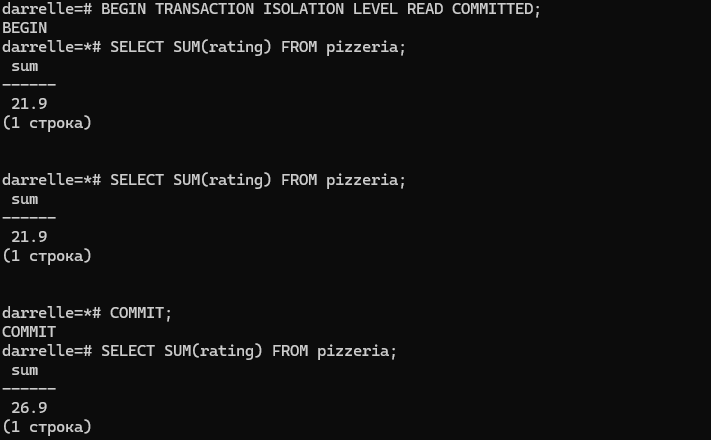 darrelle=# BEGIN TRANSACTION ISOLATION LEVEL READ COMMITTED;
BEGIN
darrelle=*# SELECT SUM(rating) FROM pizzeria;
 sum
------
 21.9
(1 строка)


darrelle=*# SELECT SUM(rating) FROM pizzeria;
 sum
------
 21.9
(1 строка)


darrelle=*# COMMIT;
COMMIT
darrelle=# SELECT SUM(rating) FROM pizzeria;
 sum
------
 26.9
(1 строка)